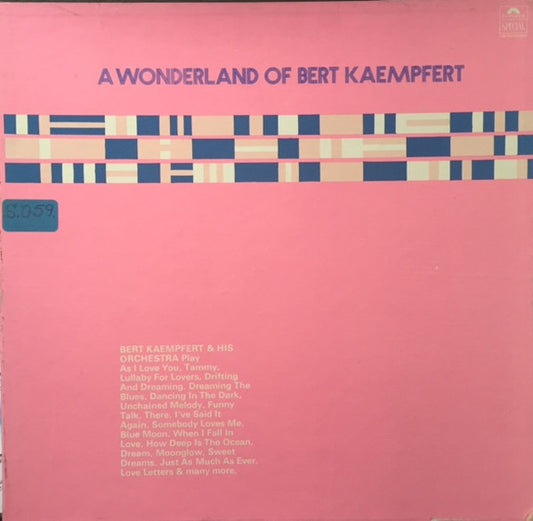 SPECIAL
A WONDERLAND OF BERT KAEMPFERT
S.D59.
BERT KAEMPFERT & HIS
ORCHESTRA Play
As I Love You, Tammy,
Lullaby For Lovers, Drifting
And Dreaming, Dreaming The
Blues, Dancing In The Dark,
Unchained Melody, Funny
Talk, There, I've Said It
Again, Somebody Loves Me,
Blue Moon, When I Fall In
Love, How Deep Is The Ocean,
Dream, Moonglow, Sweet
Dreams, Just As Much As Ever,
Love Letters & many more.